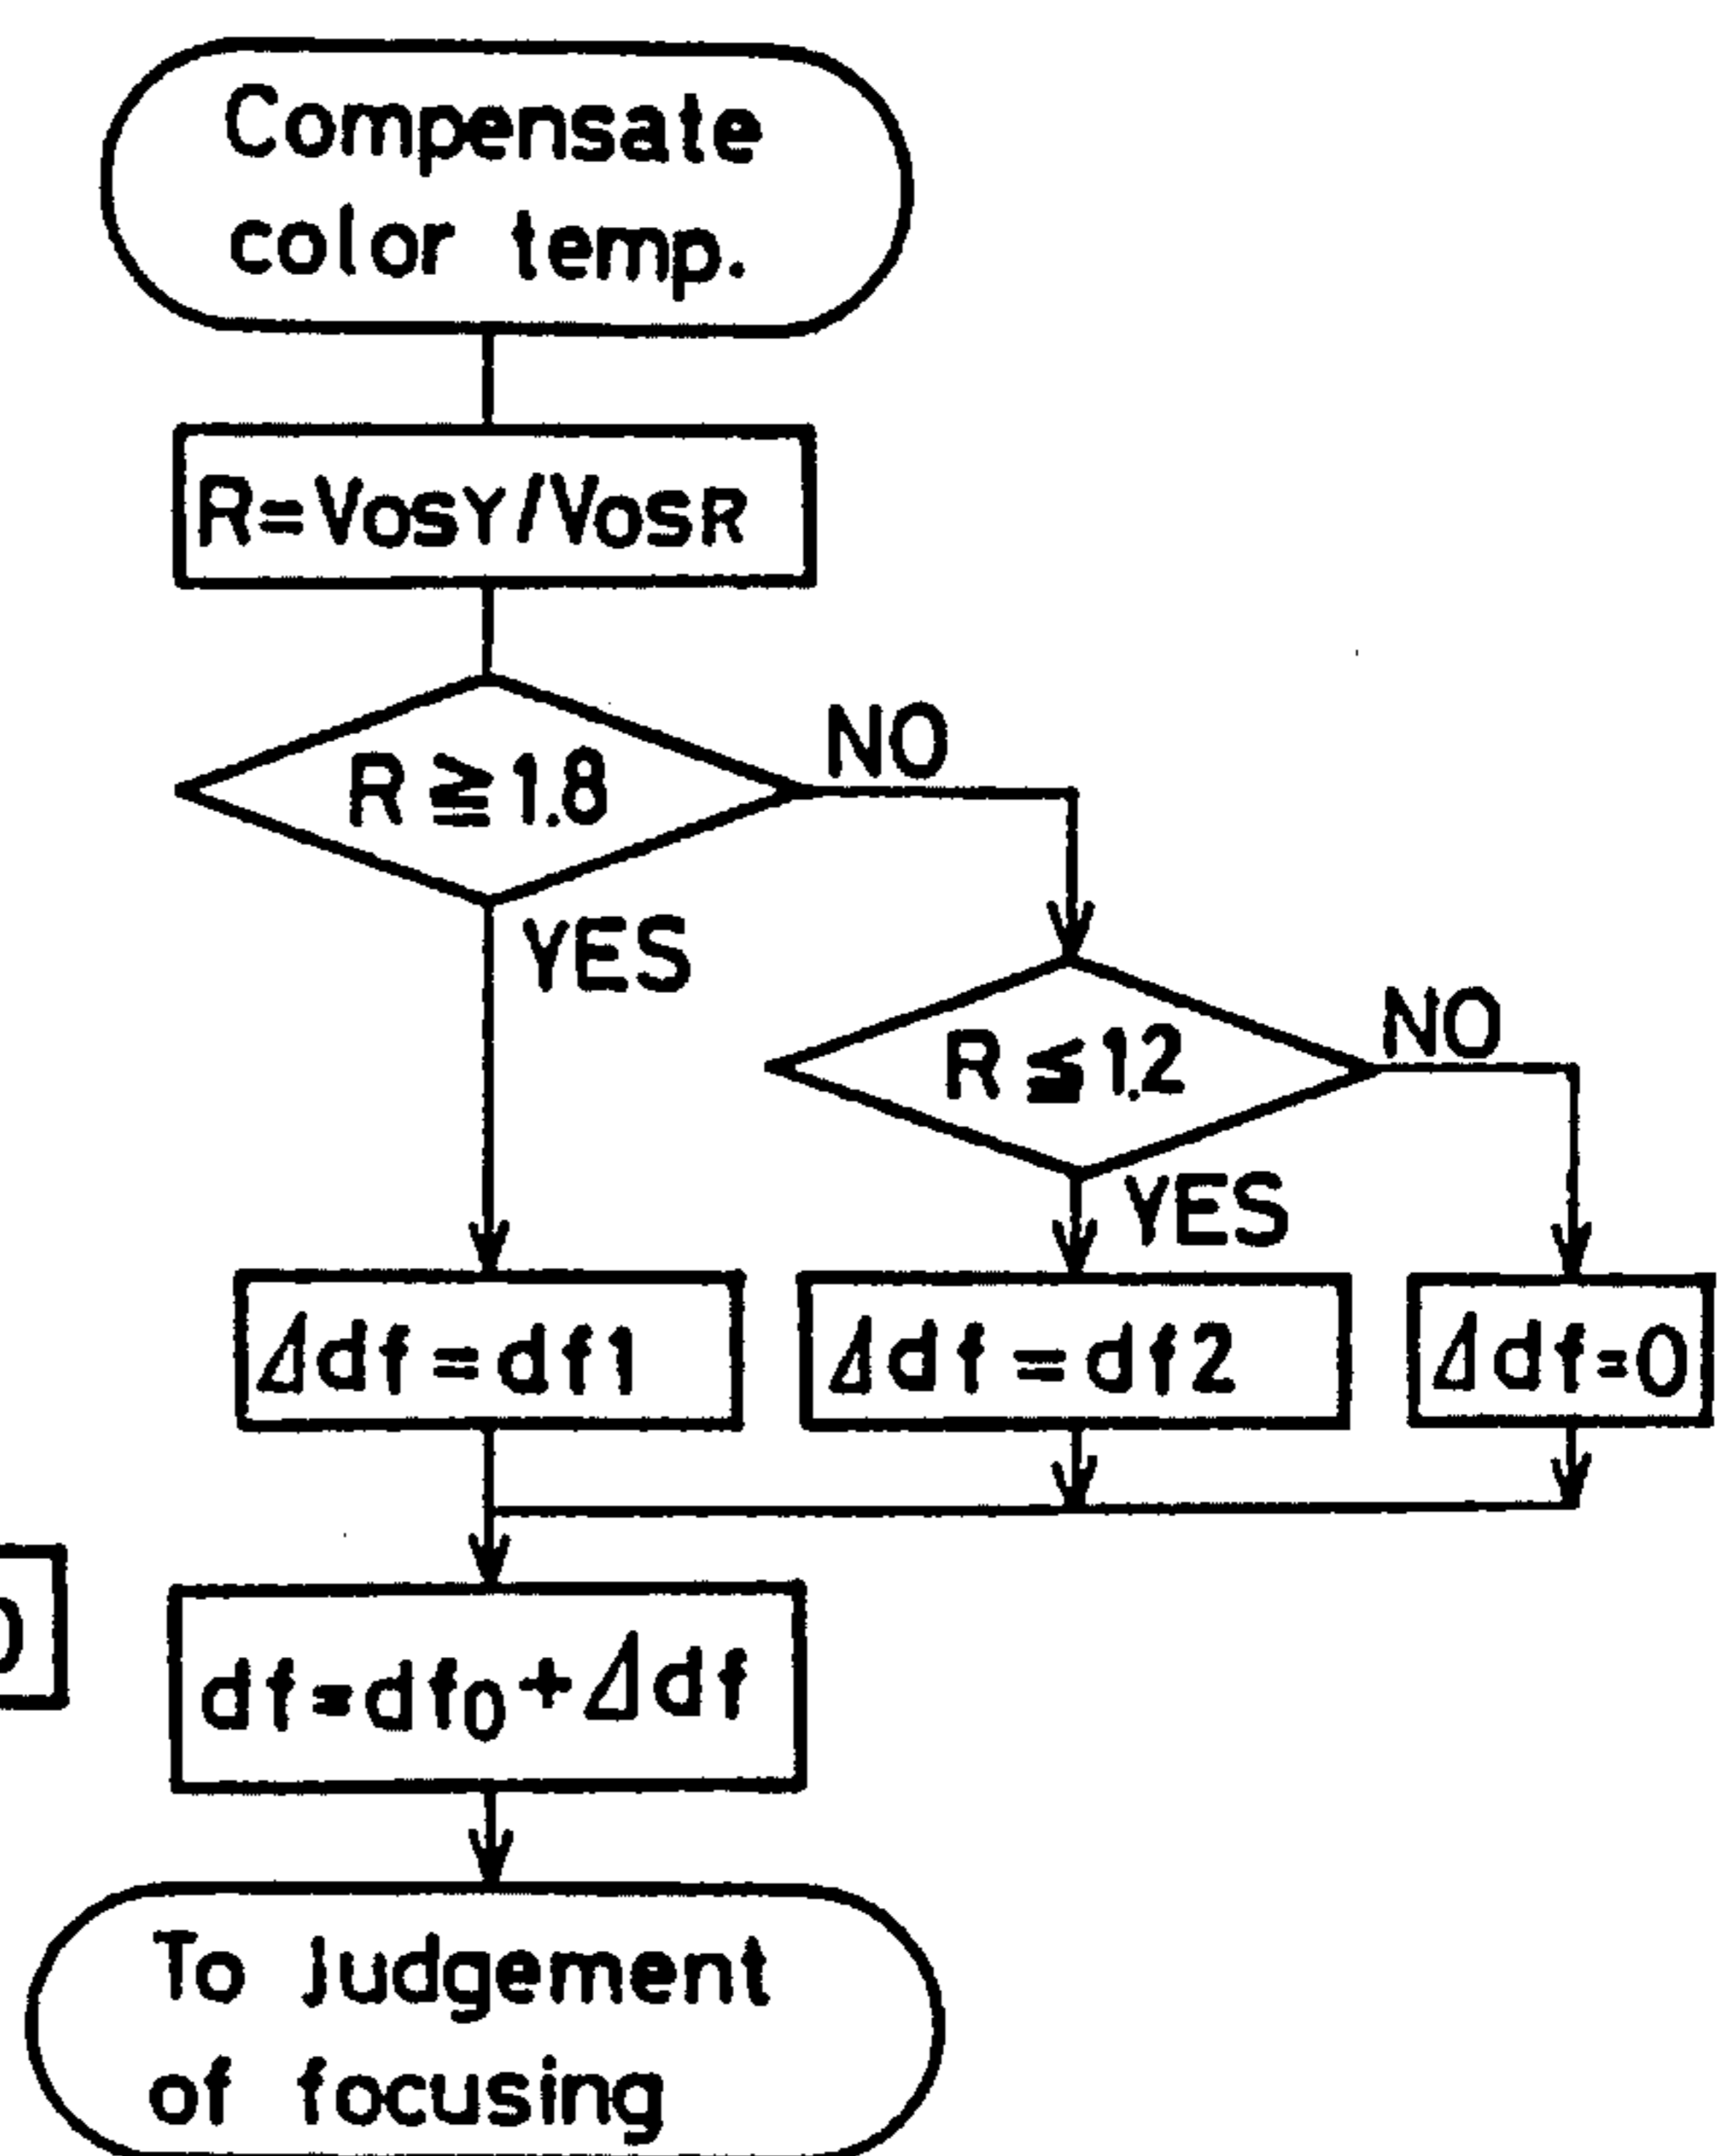 Compensate
color temp.
R=VOSY/VOSR
R≧1.8
NO
YES
R≦1.2
NO
YES
Δdf=df1
Δdf=df2
Δdf=0
df=df0+Δdf
To judgement
of focusing